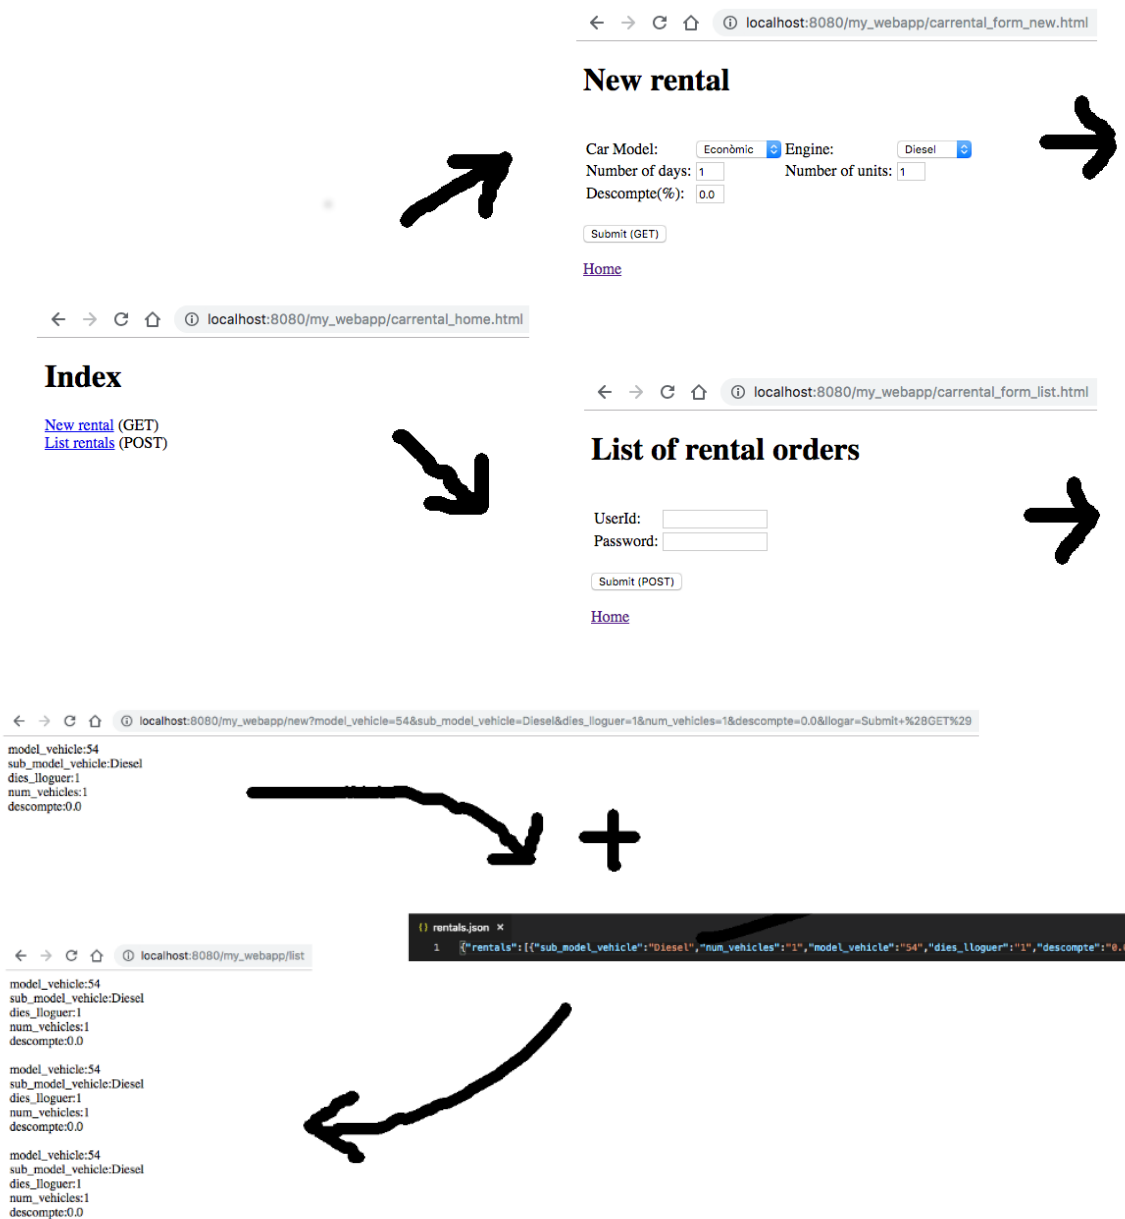 localhost:8080/my_webapp/carrental_form_new.html
New rental
Car Model: Econòmic Engine: Diesel
Number of days: 1 Number of units: 1
Descompte(%): 0.0
Submit (GET)
Home
localhost:8080/my_webapp/carrental_home.html
Index
New rental (GET)
List rentals (POST)
localhost:8080/my_webapp/carrental_form_list.html
List of rental orders
UserId:
Password:
Submit (POST)
Home
localhost:8080/my_webapp/new?model_vehicle=54&sub_model_vehicle=Diesel&dies_lloguer=1&num_vehicles=1&descompte=0.0&llogar=Submit+%28GET%29
model_vehicle:54
sub_model_vehicle:Diesel
dies_lloguer:1
num_vehicles:1
descompte:0.0
{} rentals.json ×
1 {"rentals":[{"sub_model_vehicle":"Diesel","num_vehicles":"1","model_vehicle":"54","dies_lloguer":"1","descompte":"0.
localhost:8080/my_webapp/list
model_vehicle:54
sub_model_vehicle:Diesel
dies_lloguer:1
num_vehicles:1
descompte:0.0
model_vehicle:54
sub_model_vehicle:Diesel
dies_lloguer:1
num_vehicles:1
descompte:0.0
model_vehicle:54
sub_model_vehicle:Diesel
dies_lloguer:1
num_vehicles:1
descompte:0.0